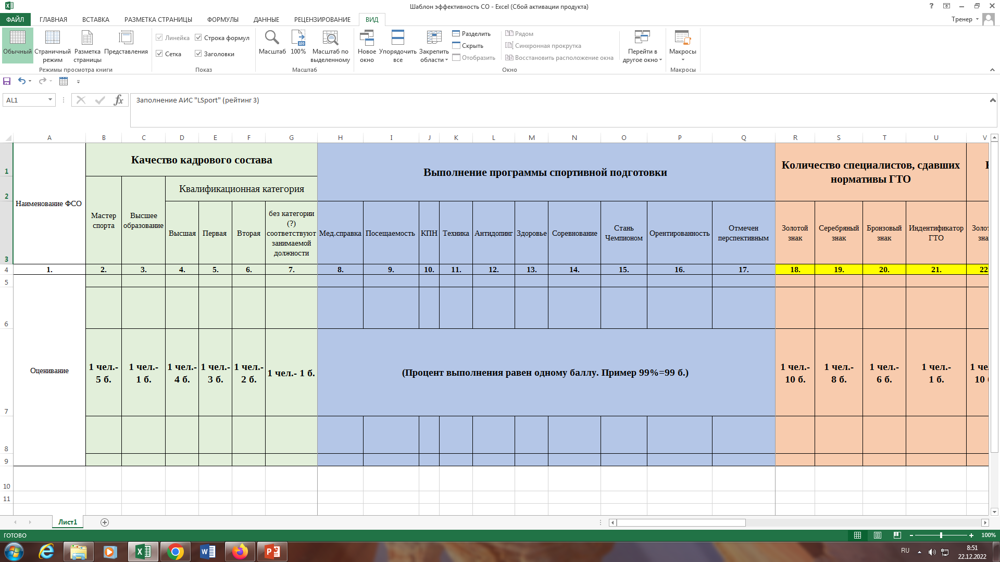 Шаблон эффективность СО - Excel (Сбой активации продукта)
?
ФАЙЛ ГЛАВНАЯ ВСТАВКА РАЗМЕТКА СТРАНИЦЫ ФОРМУЛЫ ДАННЫЕ РЕЦЕНЗИРОВАНИЕ ВИД
Тренер
Обычный
Страничный режим
Разметка страницы
Представления
Режимы просмотра книги
Линейка
Строка формул
Сетка
Заголовки
Показ
Масштаб
100%
Масштаб по выделенному
Масштаб
Новое окно
Упорядочить все
Закрепить области
Разделить
Скрыть
Отобразить
Рядом
Синхронная прокрутка
Восстановить расположение окна
Перейти в другое окно
Окно
Макросы
Макросы
AL1
fx
Заполнение АИС "LSport" (рейтинг 3)
A B C D E F G H I J K L M N O P Q R S T U V
1
2
3
4
5
6
7
8
9
10
11
Наименование ФСО
Качество кадрового состава
Выполнение программы спортивной подготовки
Количество специалистов, сдавших
нормативы ГТО
Квалификационная категория
Мастер
спорта
Высшее
образование
Высшая
Первая
Вторая
без категории
(?)
соответствуют
занимаемой
должности
Мед.справка
Посещаемость
КПН
Техника
Антидопинг
Здоровье
Соревнование
Стань
Чемпионом
Орентированность
Отмечен
перспективным
Золотой
знак
Серебряный
знак
Бронзовый
знак
Индентификатор
ГТО
1. 2. 3. 4. 5. 6. 7. 8. 9. 10. 11. 12. 13. 14. 15. 16. 17. 18. 19. 20. 21. 22
Оценивание
1 чел.-
5 б.
1 чел.-
1 б.
1 чел.-
4 б.
1 чел.-
3 б.
1 чел.-
2 б.
1 чел.- 1 б.
(Процент выполнения равен одному баллу. Пример 99%=99 б.)
1 чел.-
10 б.
1 чел.-
8 б.
1 чел.-
6 б.
1 чел.-
1 б.
Лист1
ГОТОВО
100%
RU
8:51
22.12.2022